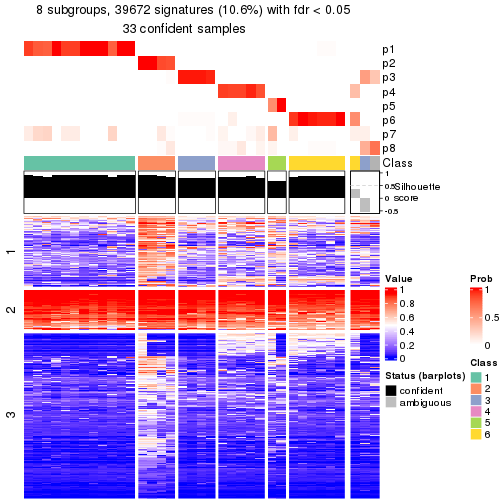 8 subgroups, 39672 signatures (10.6%) with fdr < 0.05
33 confident samples
p1
p2
p3
p4
p5
p6
p7
p8
Class
1
0.5
0
-0.5
Silhouette
score
1
2
3
Value
1
0.8
0.6
0.4
0.2
0
Status (barplots)
confident
ambiguous
Prob
1
0.5
0
Class
1
2
3
4
5
6